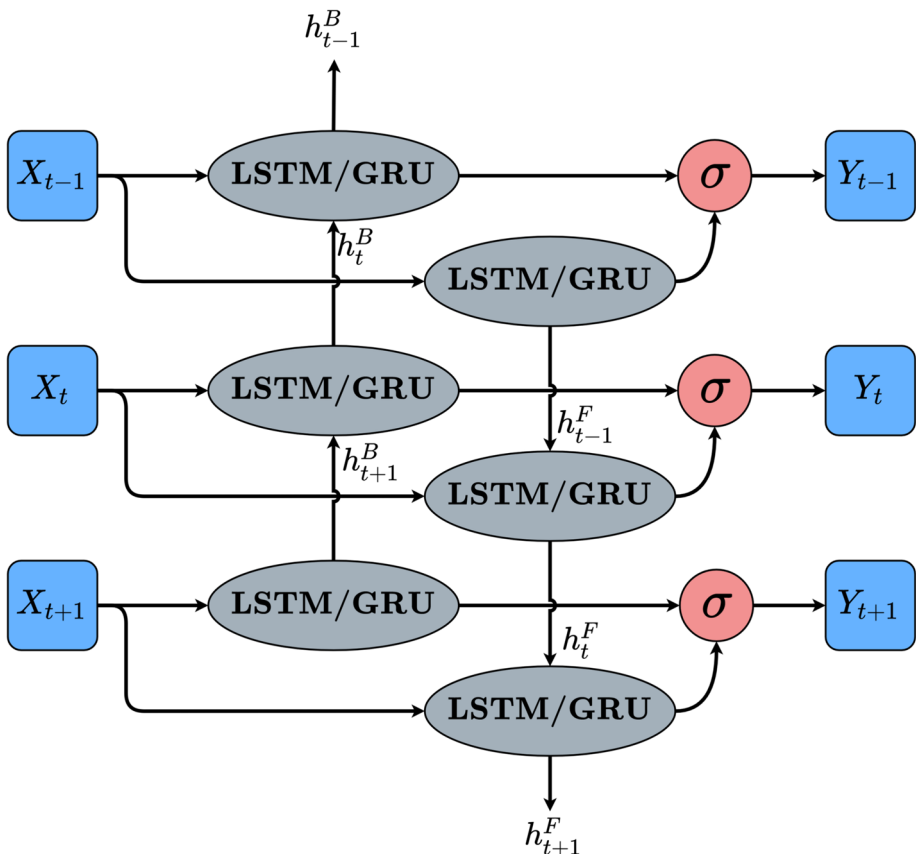 h^B_{t-1}
X_{t-1} LSTM/GRU σ Y_{t-1}
h^B_t
LSTM/GRU
X_t LSTM/GRU σ Y_t
h^F_{t-1}
h^B_{t+1}
LSTM/GRU
X_{t+1} LSTM/GRU σ Y_{t+1}
h^F_t
LSTM/GRU
h^F_{t+1}